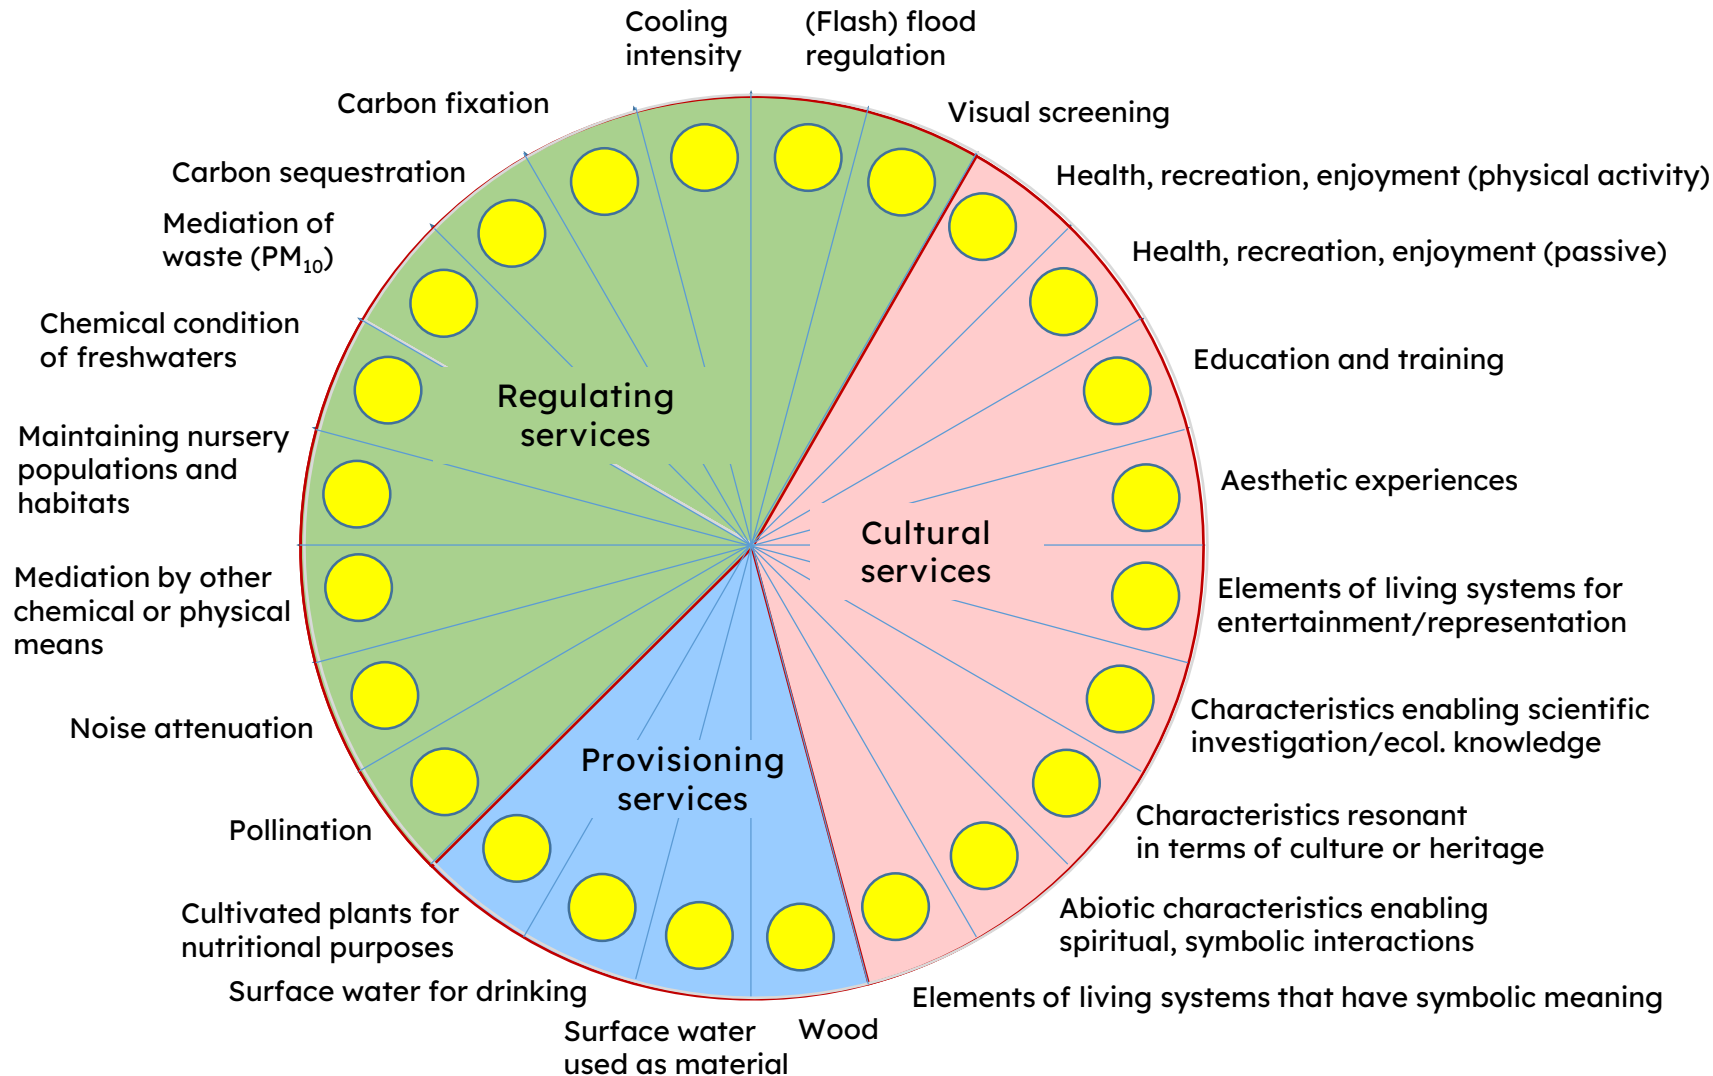 Cooling
intensity
(Flash) flood
regulation
Visual screening
Health, recreation, enjoyment (physical activity)
Health, recreation, enjoyment (passive)
Education and training
Aesthetic experiences
Elements of living systems for
entertainment/representation
Characteristics enabling scientific
investigation/ecol. knowledge
Characteristics resonant
in terms of culture or heritage
Abiotic characteristics enabling
spiritual, symbolic interactions
Elements of living systems that have symbolic meaning
Wood
Surface water
used as material
Surface water for drinking
Cultivated plants for
nutritional purposes
Pollination
Noise attenuation
Mediation by other
chemical or physical
means
Maintaining nursery
populations and
habitats
Chemical condition
of freshwaters
Mediation of
waste (PM₁₀)
Carbon sequestration
Carbon fixation
Regulating
services
Cultural
services
Provisioning
services